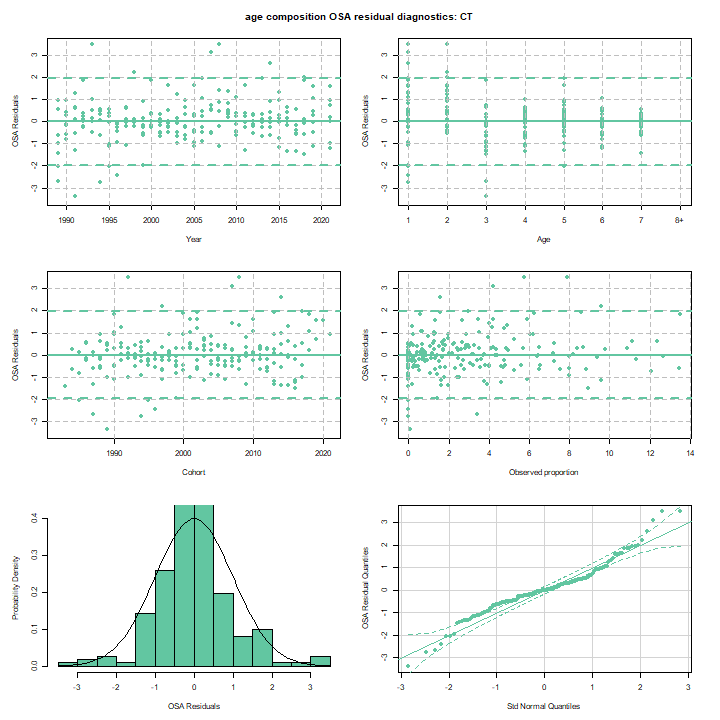 age composition OSA residual diagnostics: CT
OSA Residuals
3
2
1
0
-1
-2
-3
1990 1995 2000 2005 2010 2015 2020
Year
OSA Residuals
3
2
1
0
-1
-2
-3
1 2 3 4 5 6 7 8+
Age
OSA Residuals
3
2
1
0
-1
-2
-3
1990 2000 2010 2020
Cohort
OSA Residuals
3
2
1
0
-1
-2
-3
0 2 4 6 8 10 12 14
Observed proportion
Probability Density
0.4
0.3
0.2
0.1
0.0
-3 -2 -1 0 1 2 3
OSA Residuals
OSA Residual Quantiles
3
2
1
0
-1
-2
-3
-3 -2 -1 0 1 2 3
Std Normal Quantiles